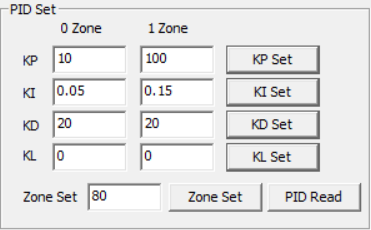 PID Set
0 Zone 1 Zone
KP 10 100 KP Set
KI 0.05 0.15 KI Set
KD 20 20 KD Set
KL 0 0 KL Set
Zone Set 80 Zone Set PID Read